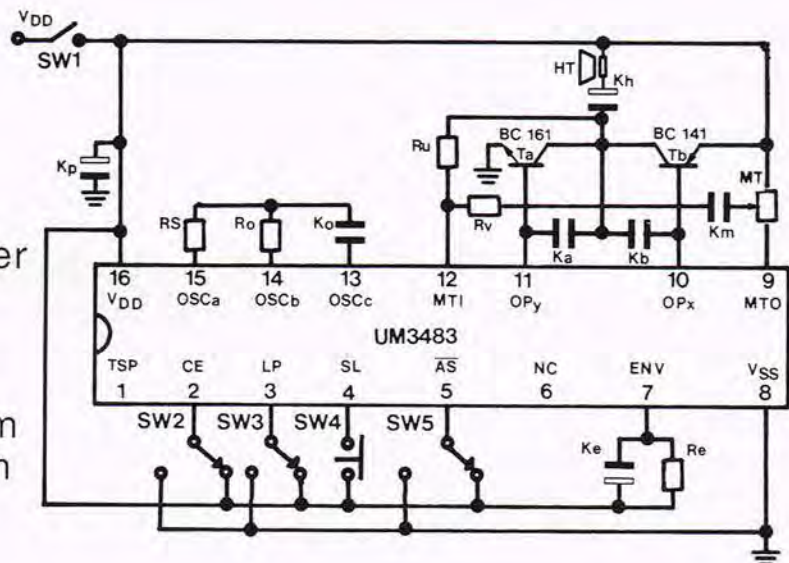 VDD
SW1
HT
Kh
BC 161
BC 141
Ru
Ta
Tb
Kp
MT
RS
Ro
Ko
Rv
Km
Ka
Kb
er
16 15 14 13 12 11 10 9
VDD OSCa OSCb OSCc MTI OPy OPx MTO
UM3483
TSP CE LP SL AS NC ENV VSS
1 2 3 4 5 6 7 8
m
n
SW2 SW3 SW4 SW5
Ke
Re